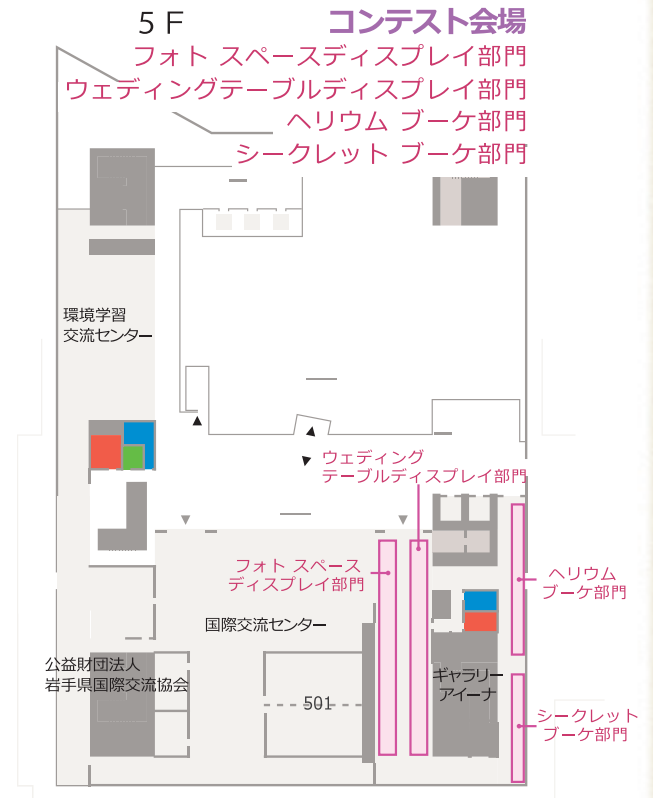 5F
コンテスト会場
フォト スペースディスプレイ部門
ウェディングテーブルディスプレイ部門
ヘリウム ブーケ部門
シークレット ブーケ部門
環境学習
交流センター
ウェディング
テーブルディスプレイ部門
フォト スペース
ディスプレイ部門
ヘリウム
ブーケ部門
国際交流センター
公益財団法人
岩手県国際交流協会
ギャラリー
アイーナ
501
シークレット
ブーケ部門